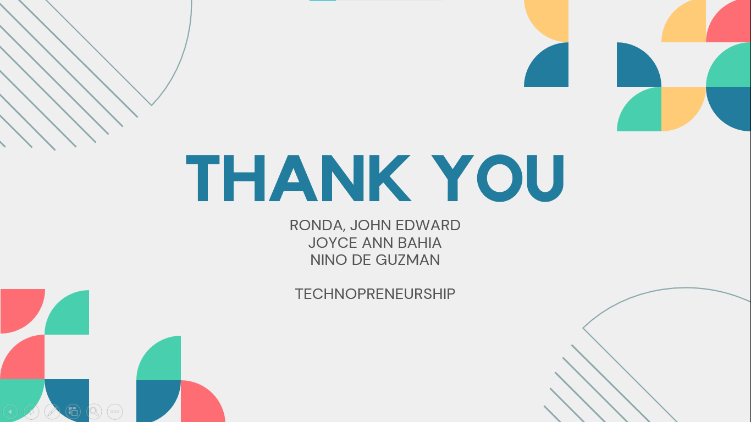 THANK YOU
RONDA, JOHN EDWARD
JOYCE ANN BAHIA
NINO DE GUZMAN
TECHNOPRENEURSHIP